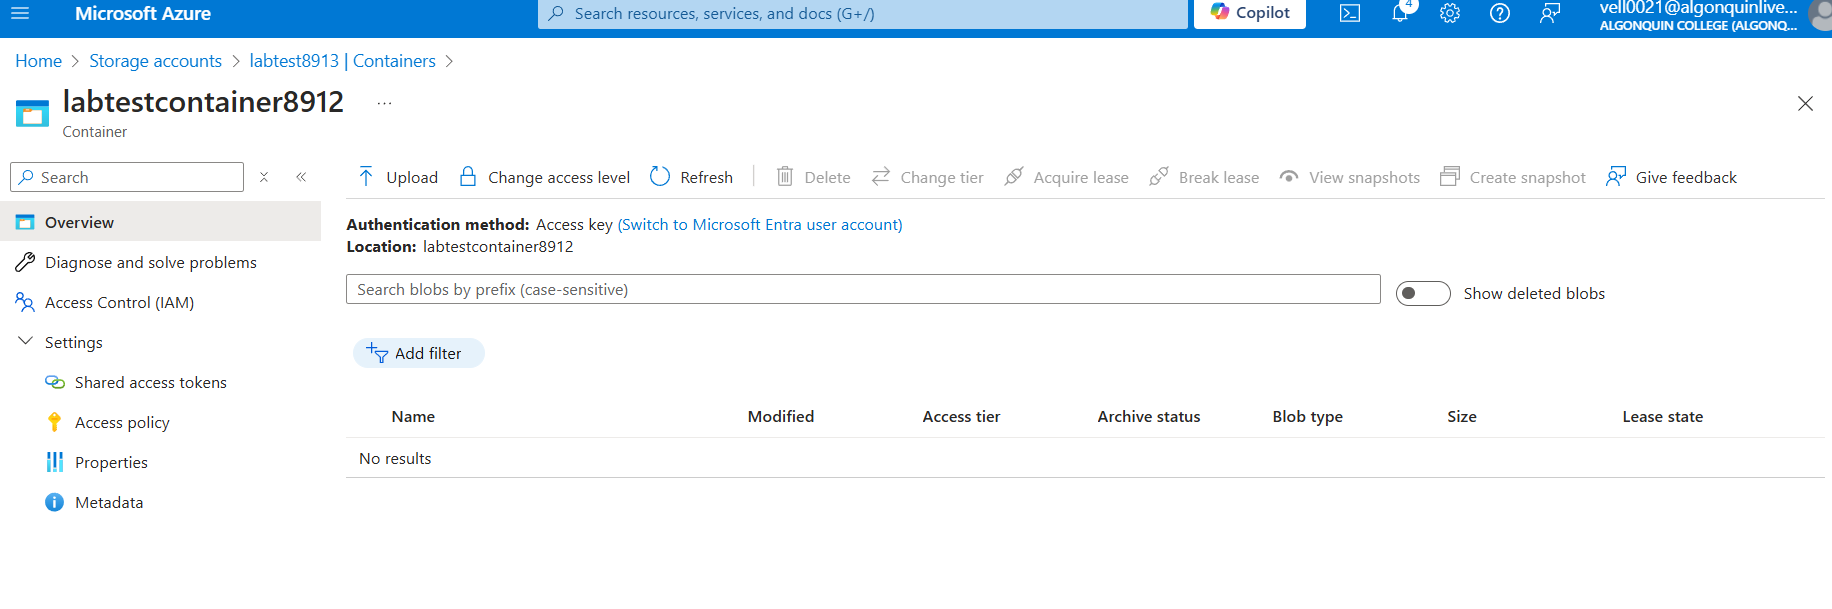 Microsoft Azure
Search resources, services, and docs (G+/)
Copilot
4
vell0021@algonquinlive...
ALGONQUIN COLLEGE (ALGONQ...
Home > Storage accounts > labtest8913 | Containers >
labtestcontainer8912 ...
Container
Search
Upload Change access level Refresh Delete Change tier Acquire lease Break lease View snapshots Create snapshot Give feedback
Overview
Diagnose and solve problems
Access Control (IAM)
Settings
Shared access tokens
Access policy
Properties
Metadata
Authentication method: Access key (Switch to Microsoft Entra user account)
Location: labtestcontainer8912
Search blobs by prefix (case-sensitive)
Show deleted blobs
Add filter
Name Modified Access tier Archive status Blob type Size Lease state
No results